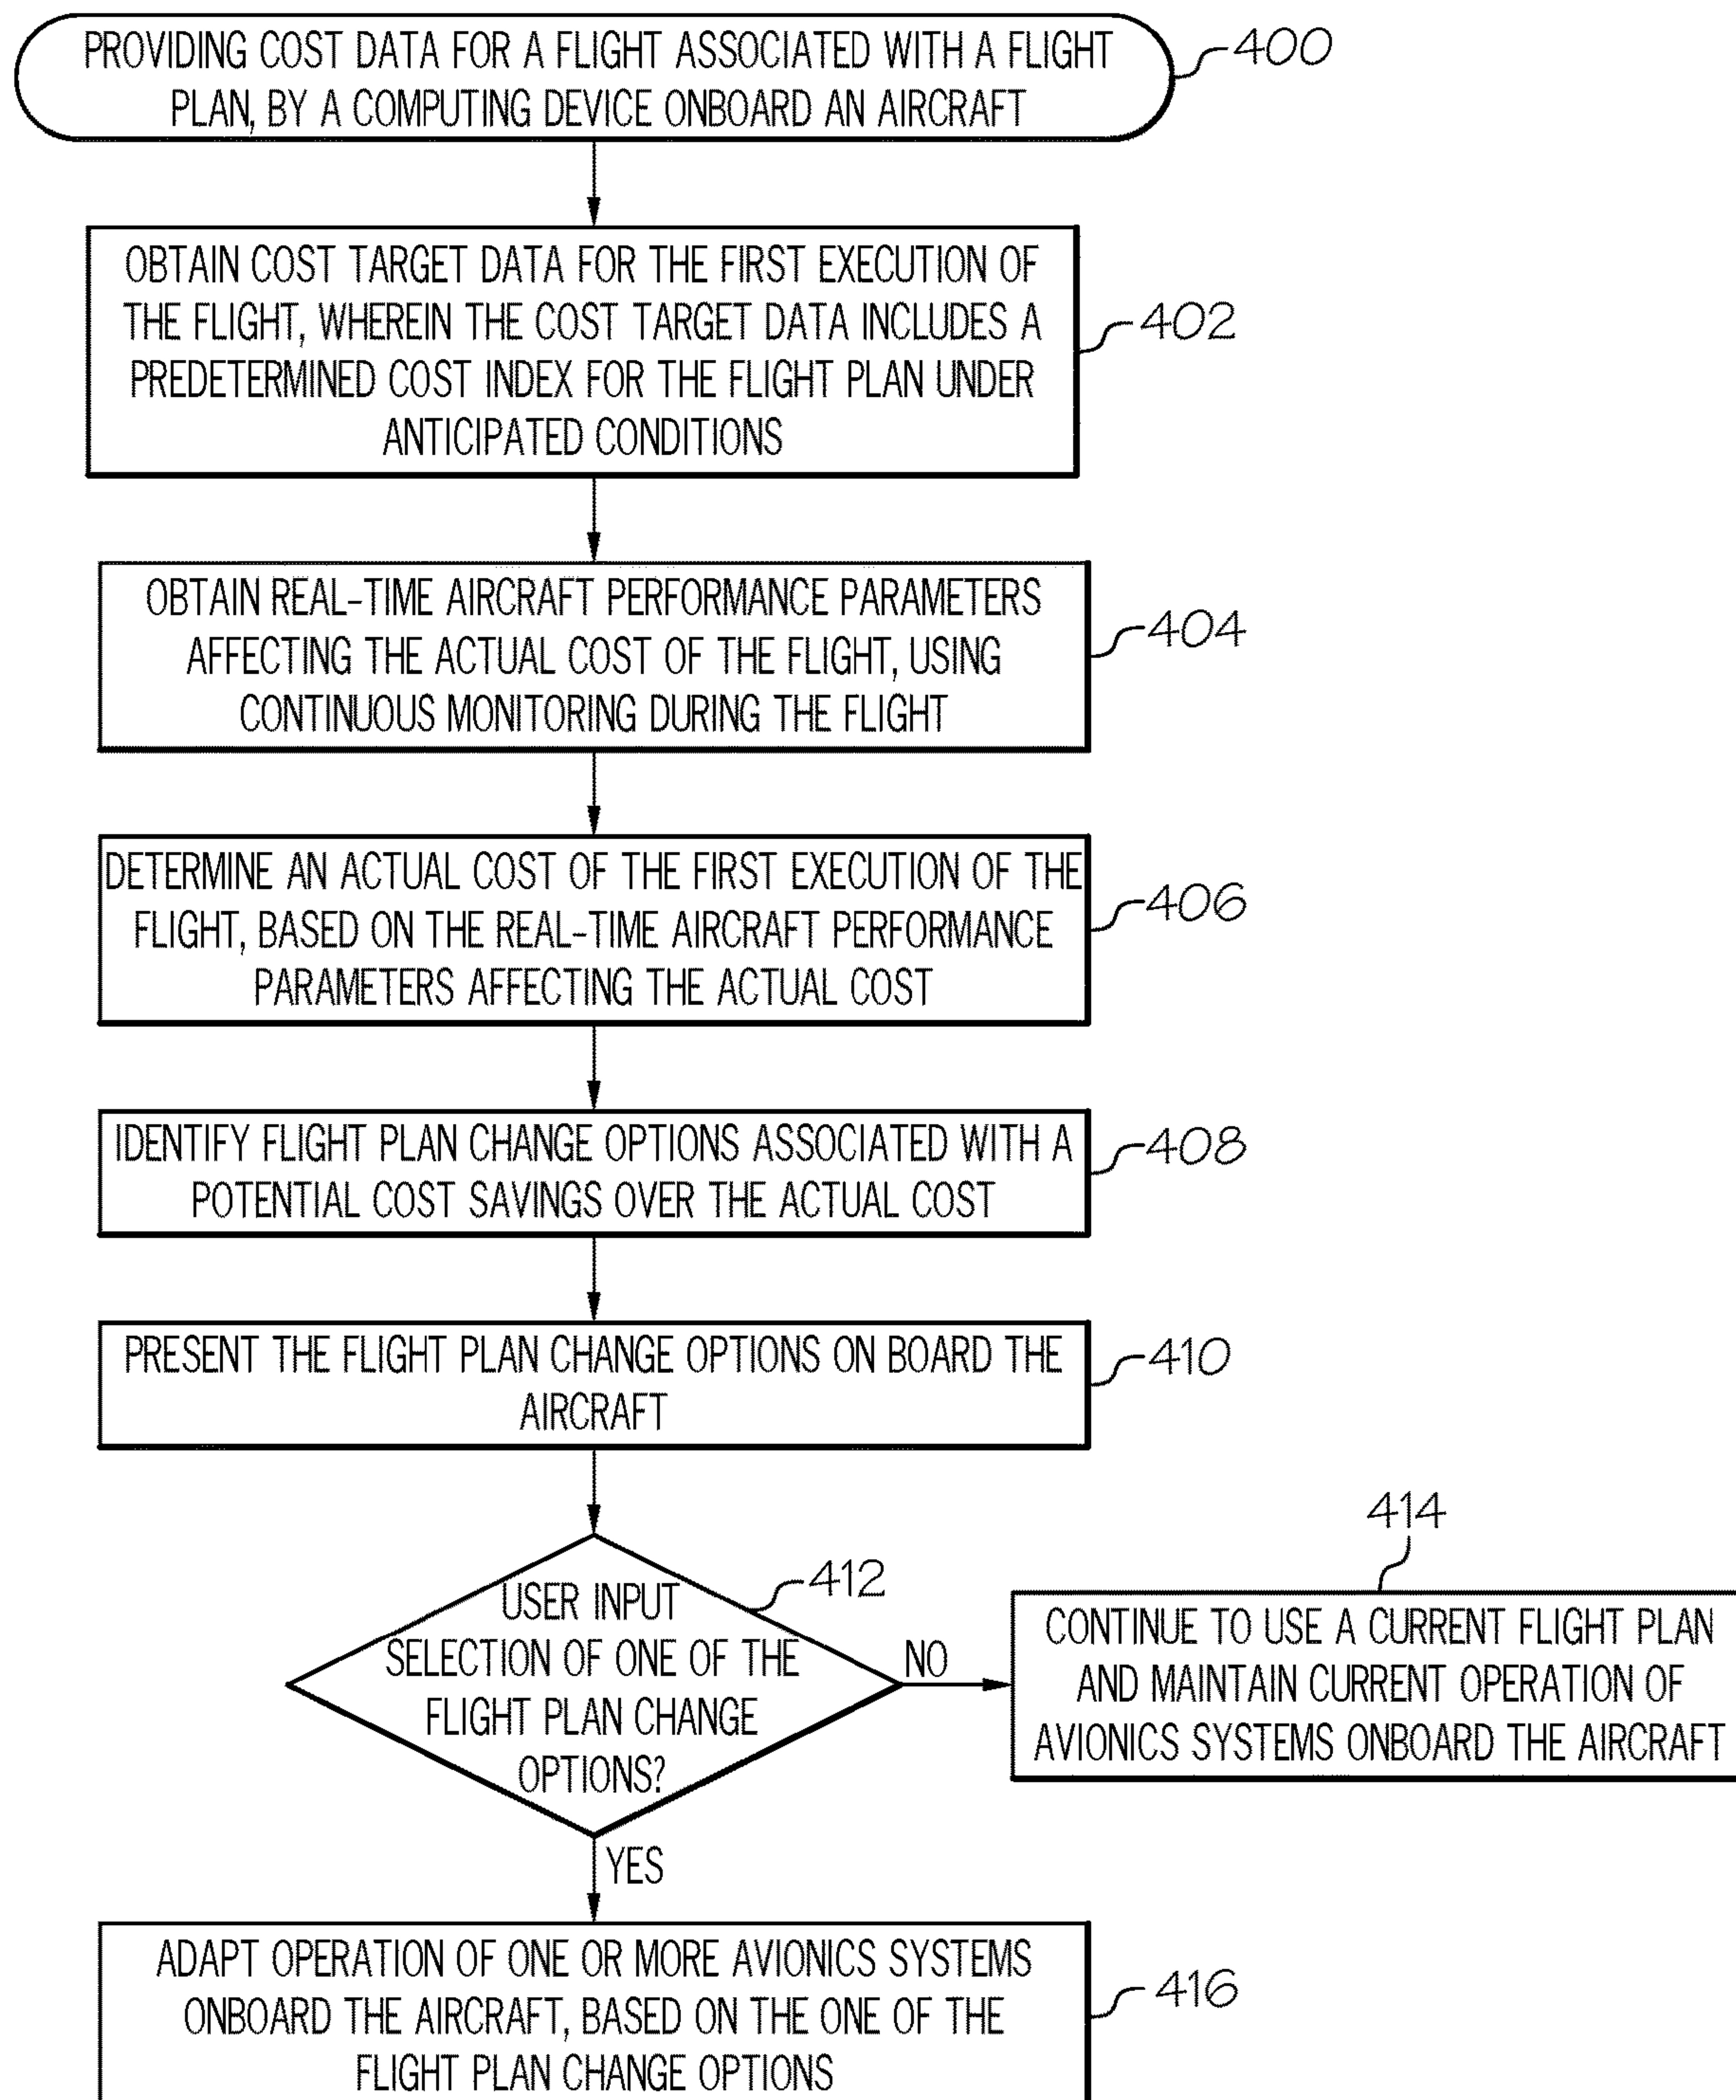 PROVIDING COST DATA FOR A FLIGHT ASSOCIATED WITH A FLIGHT
PLAN, BY A COMPUTING DEVICE ONBOARD AN AIRCRAFT
400
OBTAIN COST TARGET DATA FOR THE FIRST EXECUTION OF
THE FLIGHT, WHEREIN THE COST TARGET DATA INCLUDES A
PREDETERMINED COST INDEX FOR THE FLIGHT PLAN UNDER
ANTICIPATED CONDITIONS
402
OBTAIN REAL-TIME AIRCRAFT PERFORMANCE PARAMETERS
AFFECTING THE ACTUAL COST OF THE FLIGHT, USING
CONTINUOUS MONITORING DURING THE FLIGHT
404
DETERMINE AN ACTUAL COST OF THE FIRST EXECUTION OF THE
FLIGHT, BASED ON THE REAL-TIME AIRCRAFT PERFORMANCE
PARAMETERS AFFECTING THE ACTUAL COST
406
IDENTIFY FLIGHT PLAN CHANGE OPTIONS ASSOCIATED WITH A
POTENTIAL COST SAVINGS OVER THE ACTUAL COST
408
PRESENT THE FLIGHT PLAN CHANGE OPTIONS ON BOARD THE
AIRCRAFT
410
USER INPUT
SELECTION OF ONE OF THE
FLIGHT PLAN CHANGE
OPTIONS?
412
NO
414
CONTINUE TO USE A CURRENT FLIGHT PLAN
AND MAINTAIN CURRENT OPERATION OF
AVIONICS SYSTEMS ONBOARD THE AIRCRAFT
YES
ADAPT OPERATION OF ONE OR MORE AVIONICS SYSTEMS
ONBOARD THE AIRCRAFT, BASED ON THE ONE OF THE
FLIGHT PLAN CHANGE OPTIONS
416